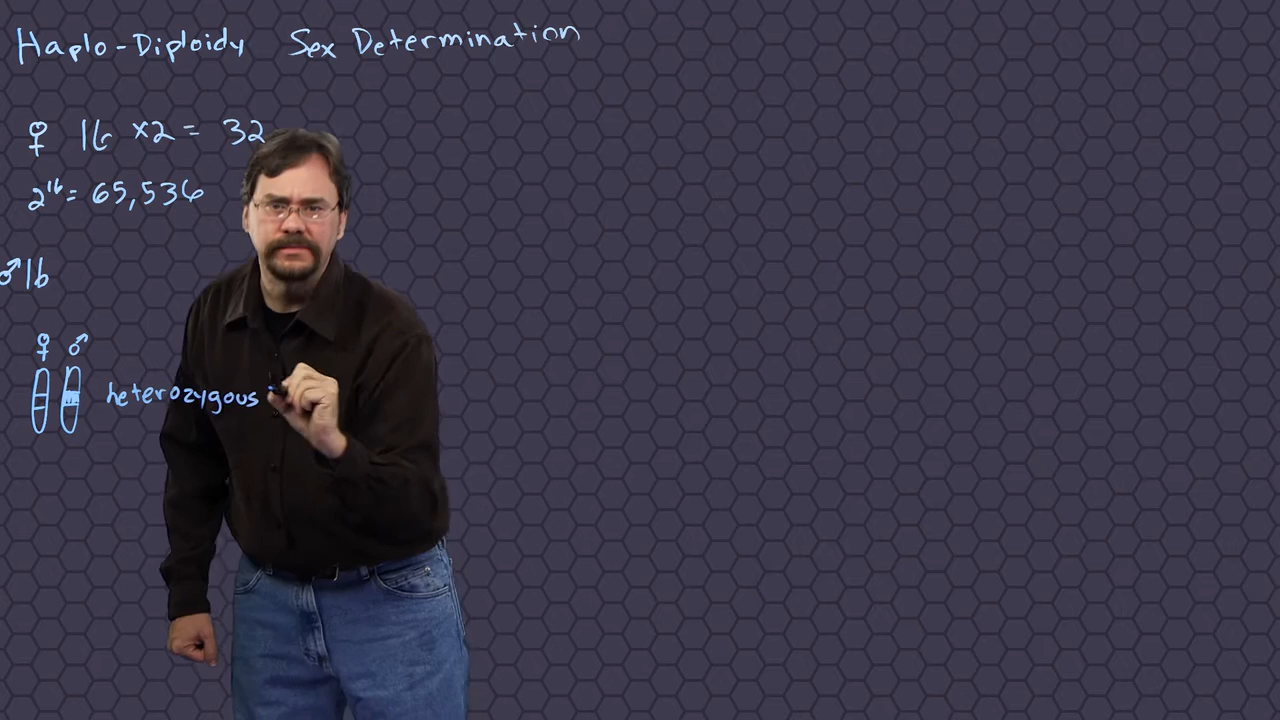 Haplo-Diploidy Sex Determination
♀ 16 ×2 = 32
2¹⁶ = 65,536
♂ 16
♀ ♂
heterozygous